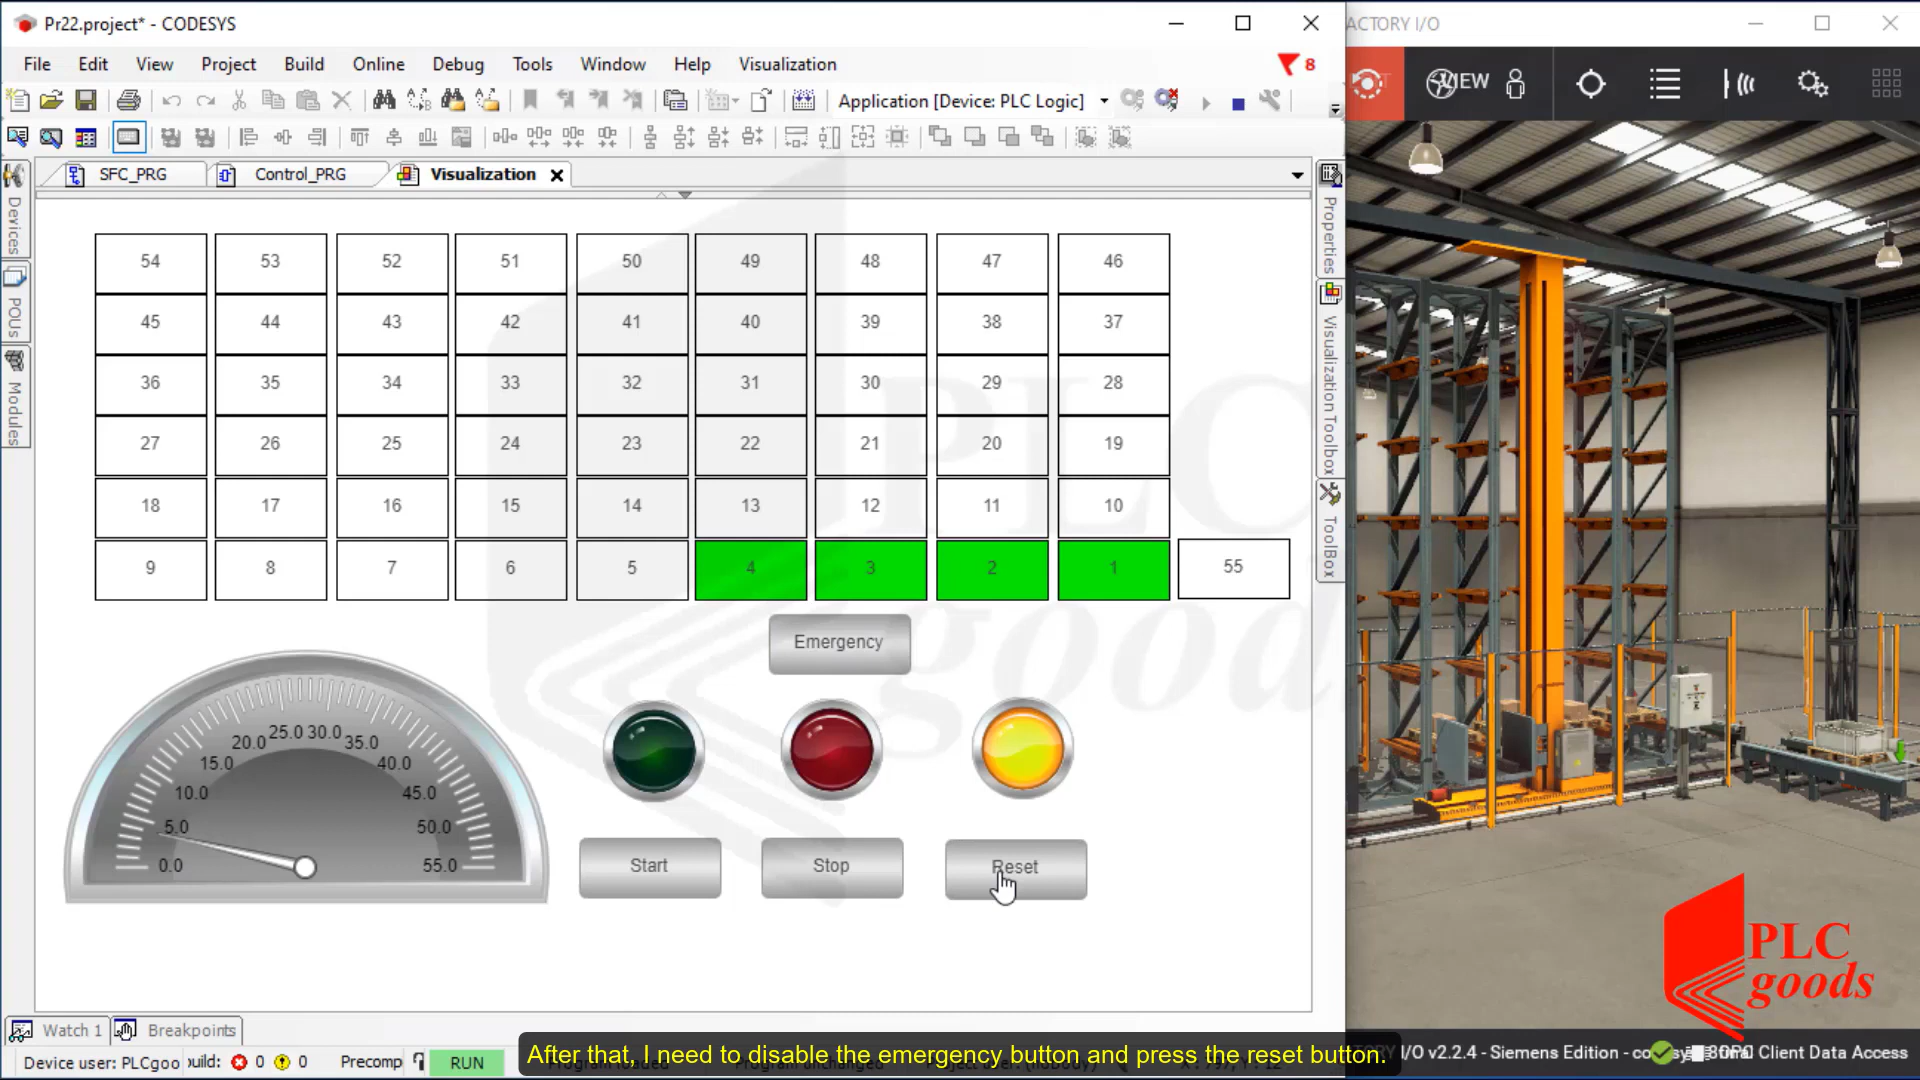 Pr22.project* - CODESYS
ACTORY I/O
File Edit View Project Build Online Debug Tools Window Help Visualization
8
VIEW
Application [Device: PLC Logic]
SFC_PRG Control_PRG Visualization
Devices
POUs
Modules
Properties
Visualization Toolbox
ToolBox
54 53 52 51 50 49 48 47 46
45 44 43 42 41 40 39 38 37
36 35 34 33 32 31 30 29 28
27 26 25 24 23 22 21 20 19
18 17 16 15 14 13 12 11 10
9 8 7 6 5 4 3 2 1 55
Emergency
0.0 5.0 10.0 15.0 20.0 25.0 30.0 35.0 40.0 45.0 50.0 55.0
Start Stop Reset
PLC
goods
PLC
goods
Watch 1 Breakpoints
Device user: PLCgoo 0 0 Precomp RUN
After that, I need to disable the emergency button and press the reset button.
I/O v2.2.4 - Siemens Edition - Client Data Access